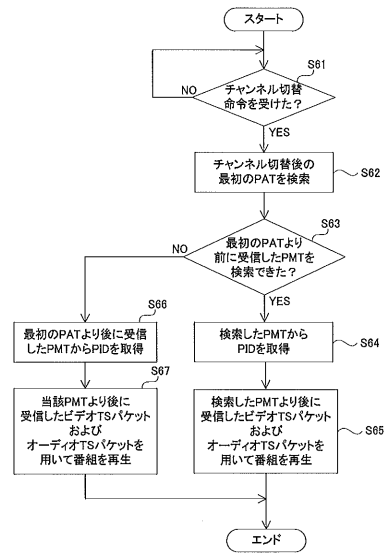 スタート
S61
チャンネル切替
命令を受けた？
NO
YES
チャンネル切替後の
最初のPATを検索
S62
S63
最初のPATより
前に受信したPMTを
検索できた？
NO
YES
S66
最初のPATより後に受信
したPMTからPIDを取得
検索したPMTから
PIDを取得
S64
S67
当該PMTより後に
受信したビデオTSパケット
および
オーディオTSパケットを
用いて番組を再生
検索したPMTより後に
受信したビデオTSパケット
および
オーディオTSパケットを
用いて番組を再生
S65
エンド